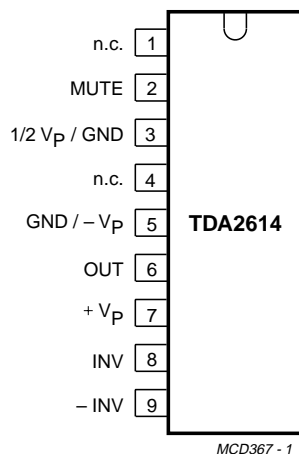 n.c. 1
MUTE 2
1/2 VP / GND 3
n.c. 4
GND / – VP 5
TDA2614
OUT 6
+ VP 7
INV 8
– INV 9
MCD367 - 1